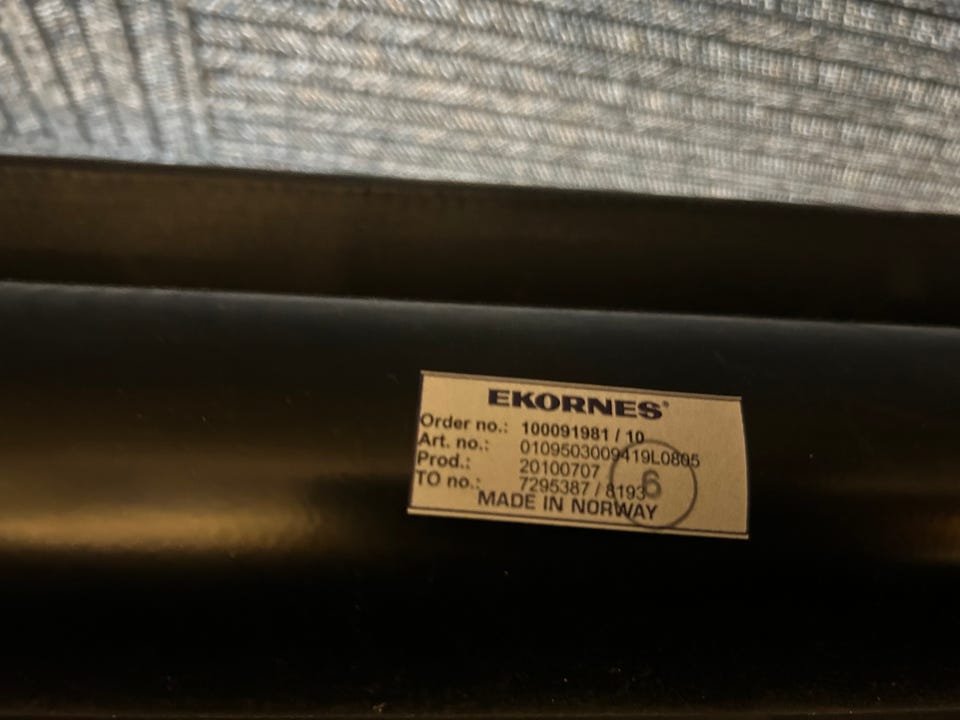 EKORNES®
Order no.: 100091981 / 10
Art. no.: 0109503009419L0805
Prod.: 20100707
TO no.: 7295387 / 8193
6
MADE IN NORWAY